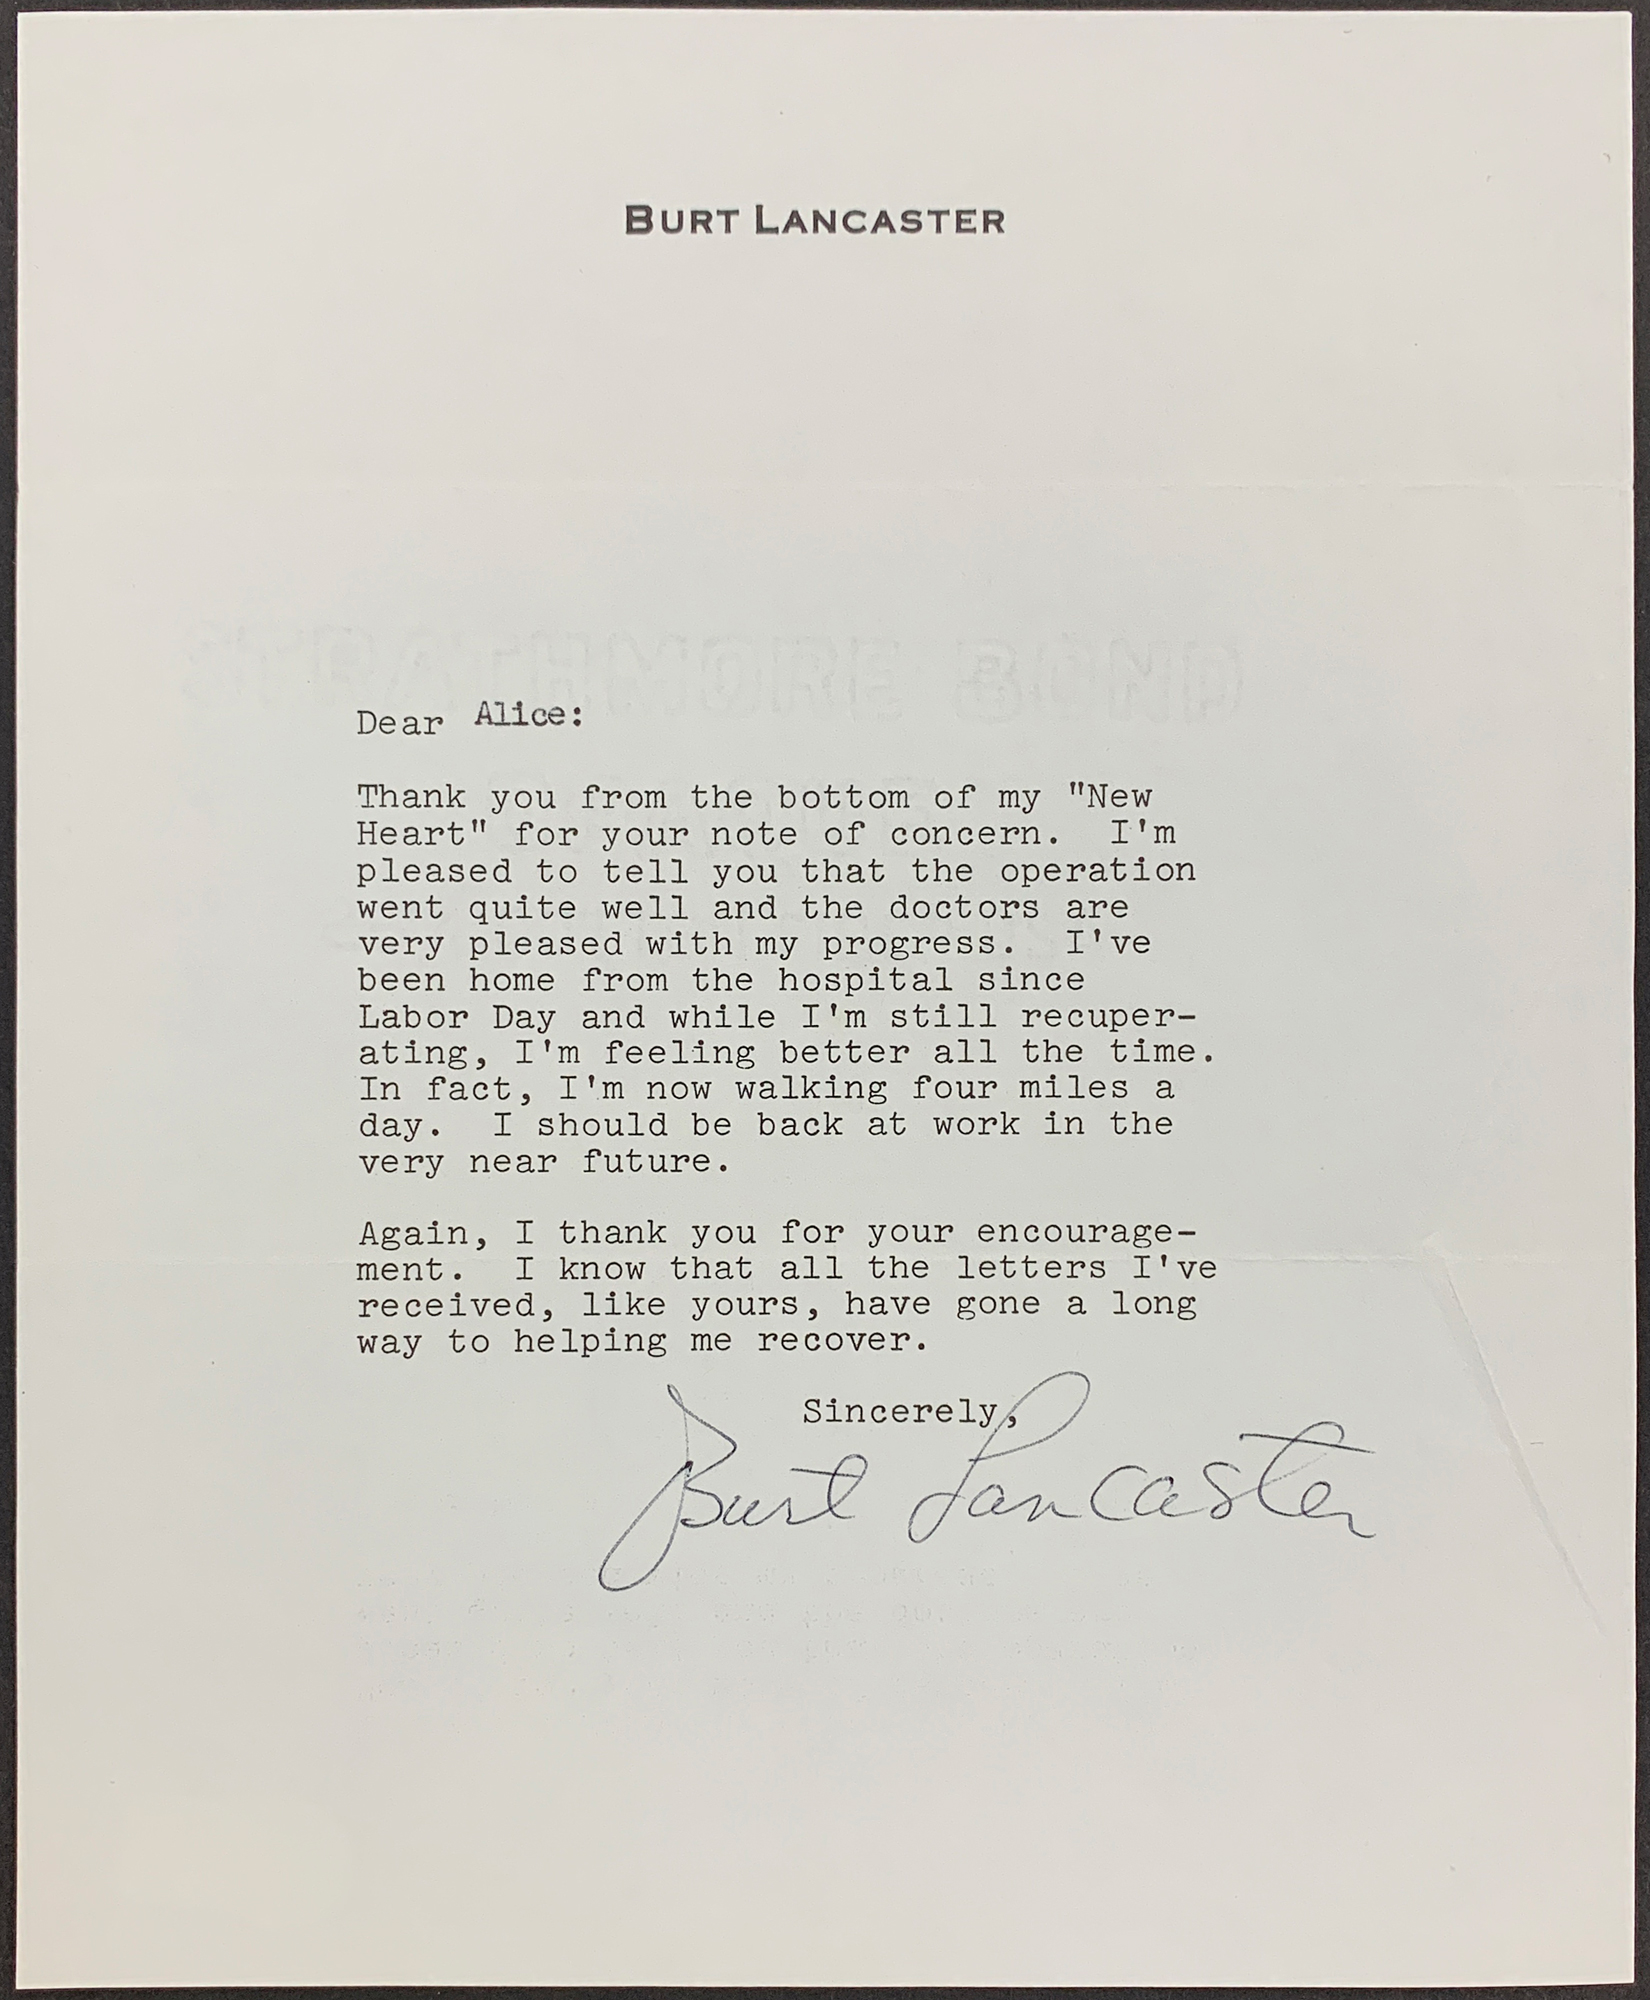 BURT LANCASTER
STRATHMORE BOND
Dear Alice:
Thank you from the bottom of my "New
Heart" for your note of concern.  I'm
pleased to tell you that the operation
went quite well and the doctors are
very pleased with my progress.  I've
been home from the hospital since
Labor Day and while I'm still recuper-
ating, I'm feeling better all the time.
In fact, I'm now walking four miles a
day.  I should be back at work in the
very near future.
Again, I thank you for your encourage-
ment.  I know that all the letters I've
received, like yours, have gone a long
way to helping me recover.
Sincerely,
Burt Lancaster